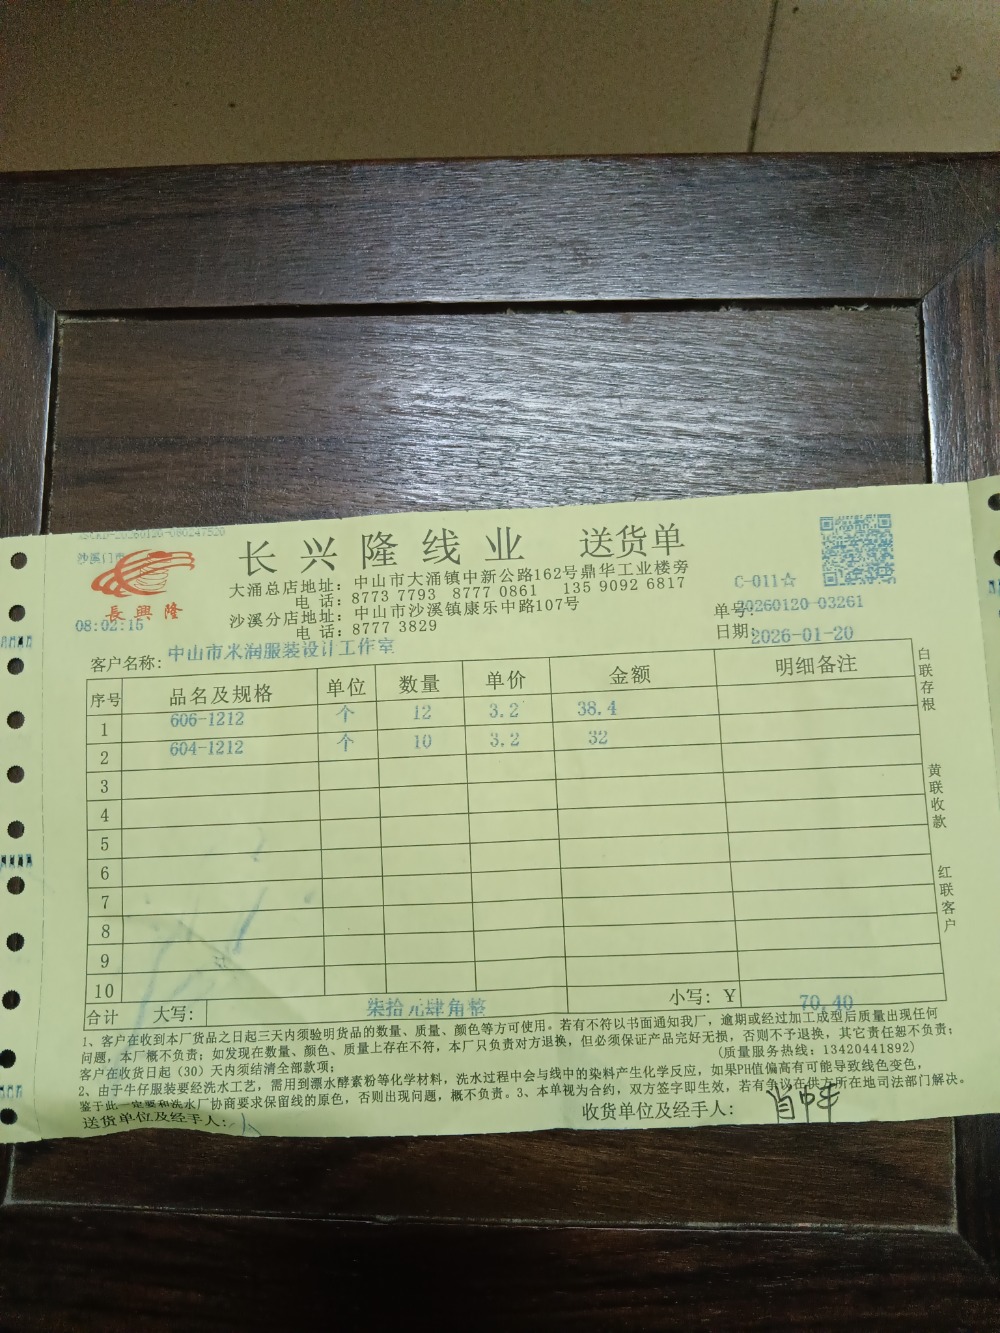 沙溪门市
長興隆
08:02:15
长兴隆线业 送货单
大涌总店地址：中山市大涌镇中新公路162号鼎华工业楼旁
电 话：8773 7793 8777 0861 135 9092 6817
沙溪分店地址：中山市沙溪镇康乐中路107号
电 话：8777 3829
C-011☆
单号：20260120-03261
日期：2026-01-20
客户名称：中山市米润服装设计工作室
序号 品名及规格 单位 数量 单价 金额 明细备注
1 606-1212 个 12 3.2 38.4
2 604-1212 个 10 3.2 32
3
4
5
6
7
8
9
10
合计 大写： 柒拾元肆角整 小写：￥ 70.40
白联存根
黄联收款
红联客户
1、客户在收到本厂货品之日起三天内须验明货品的数量、质量、颜色等方可使用。若有不符以书面通知我厂，逾期或经过加工成型后质量出现任何
问题，本厂概不负责；如发现在数量、颜色、质量上存在不符，本厂只负责对方退换，但必须保证产品完好无损，否则不予退换，其它责任恕不负责；
客户在收货日起（30）天内须结清全部款项； （质量服务热线：13420441892）
2、由于牛仔服装要经洗水工艺，需用到漂水酵素粉等化学材料，洗水过程中会与线中的染料产生化学反应，如果PH值偏高有可能导致线色变色，
鉴于此一定要和洗水厂协商要求保留线的原色，否则出现问题，概不负责。3、本单视为合约，双方签字即生效，若有争议在供方所在地司法部门解决。
送货单位及经手人： 收货单位及经手人：